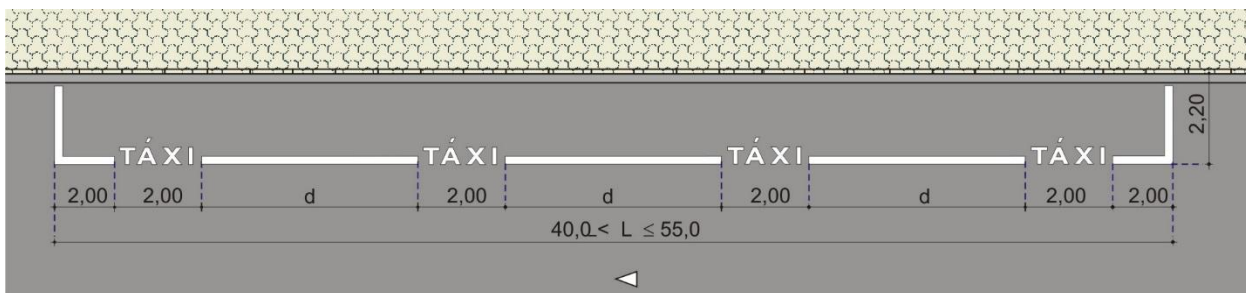 TÁXI TÁXI TÁXI TÁXI
2,20
2,00 2,00 d 2,00 d 2,00 d 2,00 2,00
40,0 < L ≤ 55,0